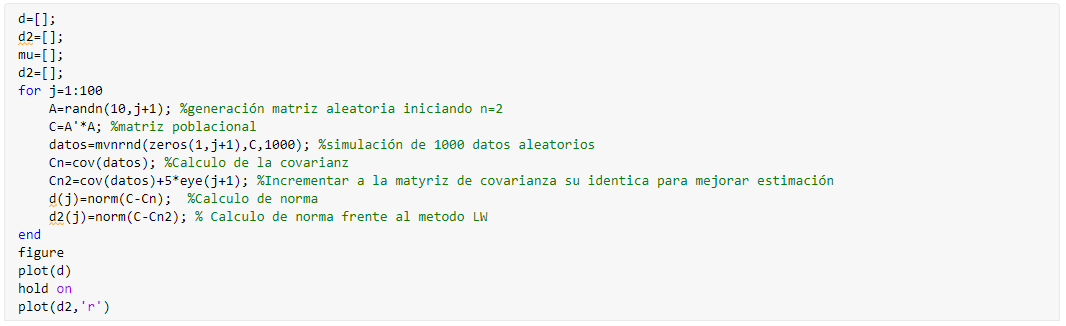 d=[];
d2=[];
mu=[];
d2=[];
for j=1:100
A=randn(10,j+1); %generación matriz aleatoria iniciando n=2
C=A'*A; %matriz poblacional
datos=mvnrnd(zeros(1,j+1),C,1000); %simulación de 1000 datos aleatorios
Cn=cov(datos); %Calculo de la covarianz
Cn2=cov(datos)+5*eye(j+1); %Incrementar a la matyriz de covarianza su identica para mejorar estimación
d(j)=norm(C-Cn);  %Calculo de norma
d2(j)=norm(C-Cn2); % Calculo de norma frente al metodo LW
end
figure
plot(d)
hold on
plot(d2,'r')